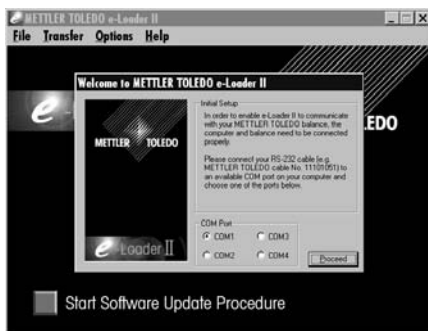 METTLER TOLEDO e-Loader II
File Transfer Options Help
Welcome to METTLER TOLEDO e-Loader II
Initial Setup
In order to enable e-Loader II to communicate
with your METTLER TOLEDO balance, the
computer and balance need to be connected
properly.
Please connect your RS-232 cable (e.g.
METTLER TOLEDO cable No. 11101051) to
an available COM port on your computer and
choose one of the ports below.
METTLER TOLEDO
e-Loader II
COM Port
COM1 COM3
COM2 COM4
Proceed
e-
LEDO
Start Software Update Procedure